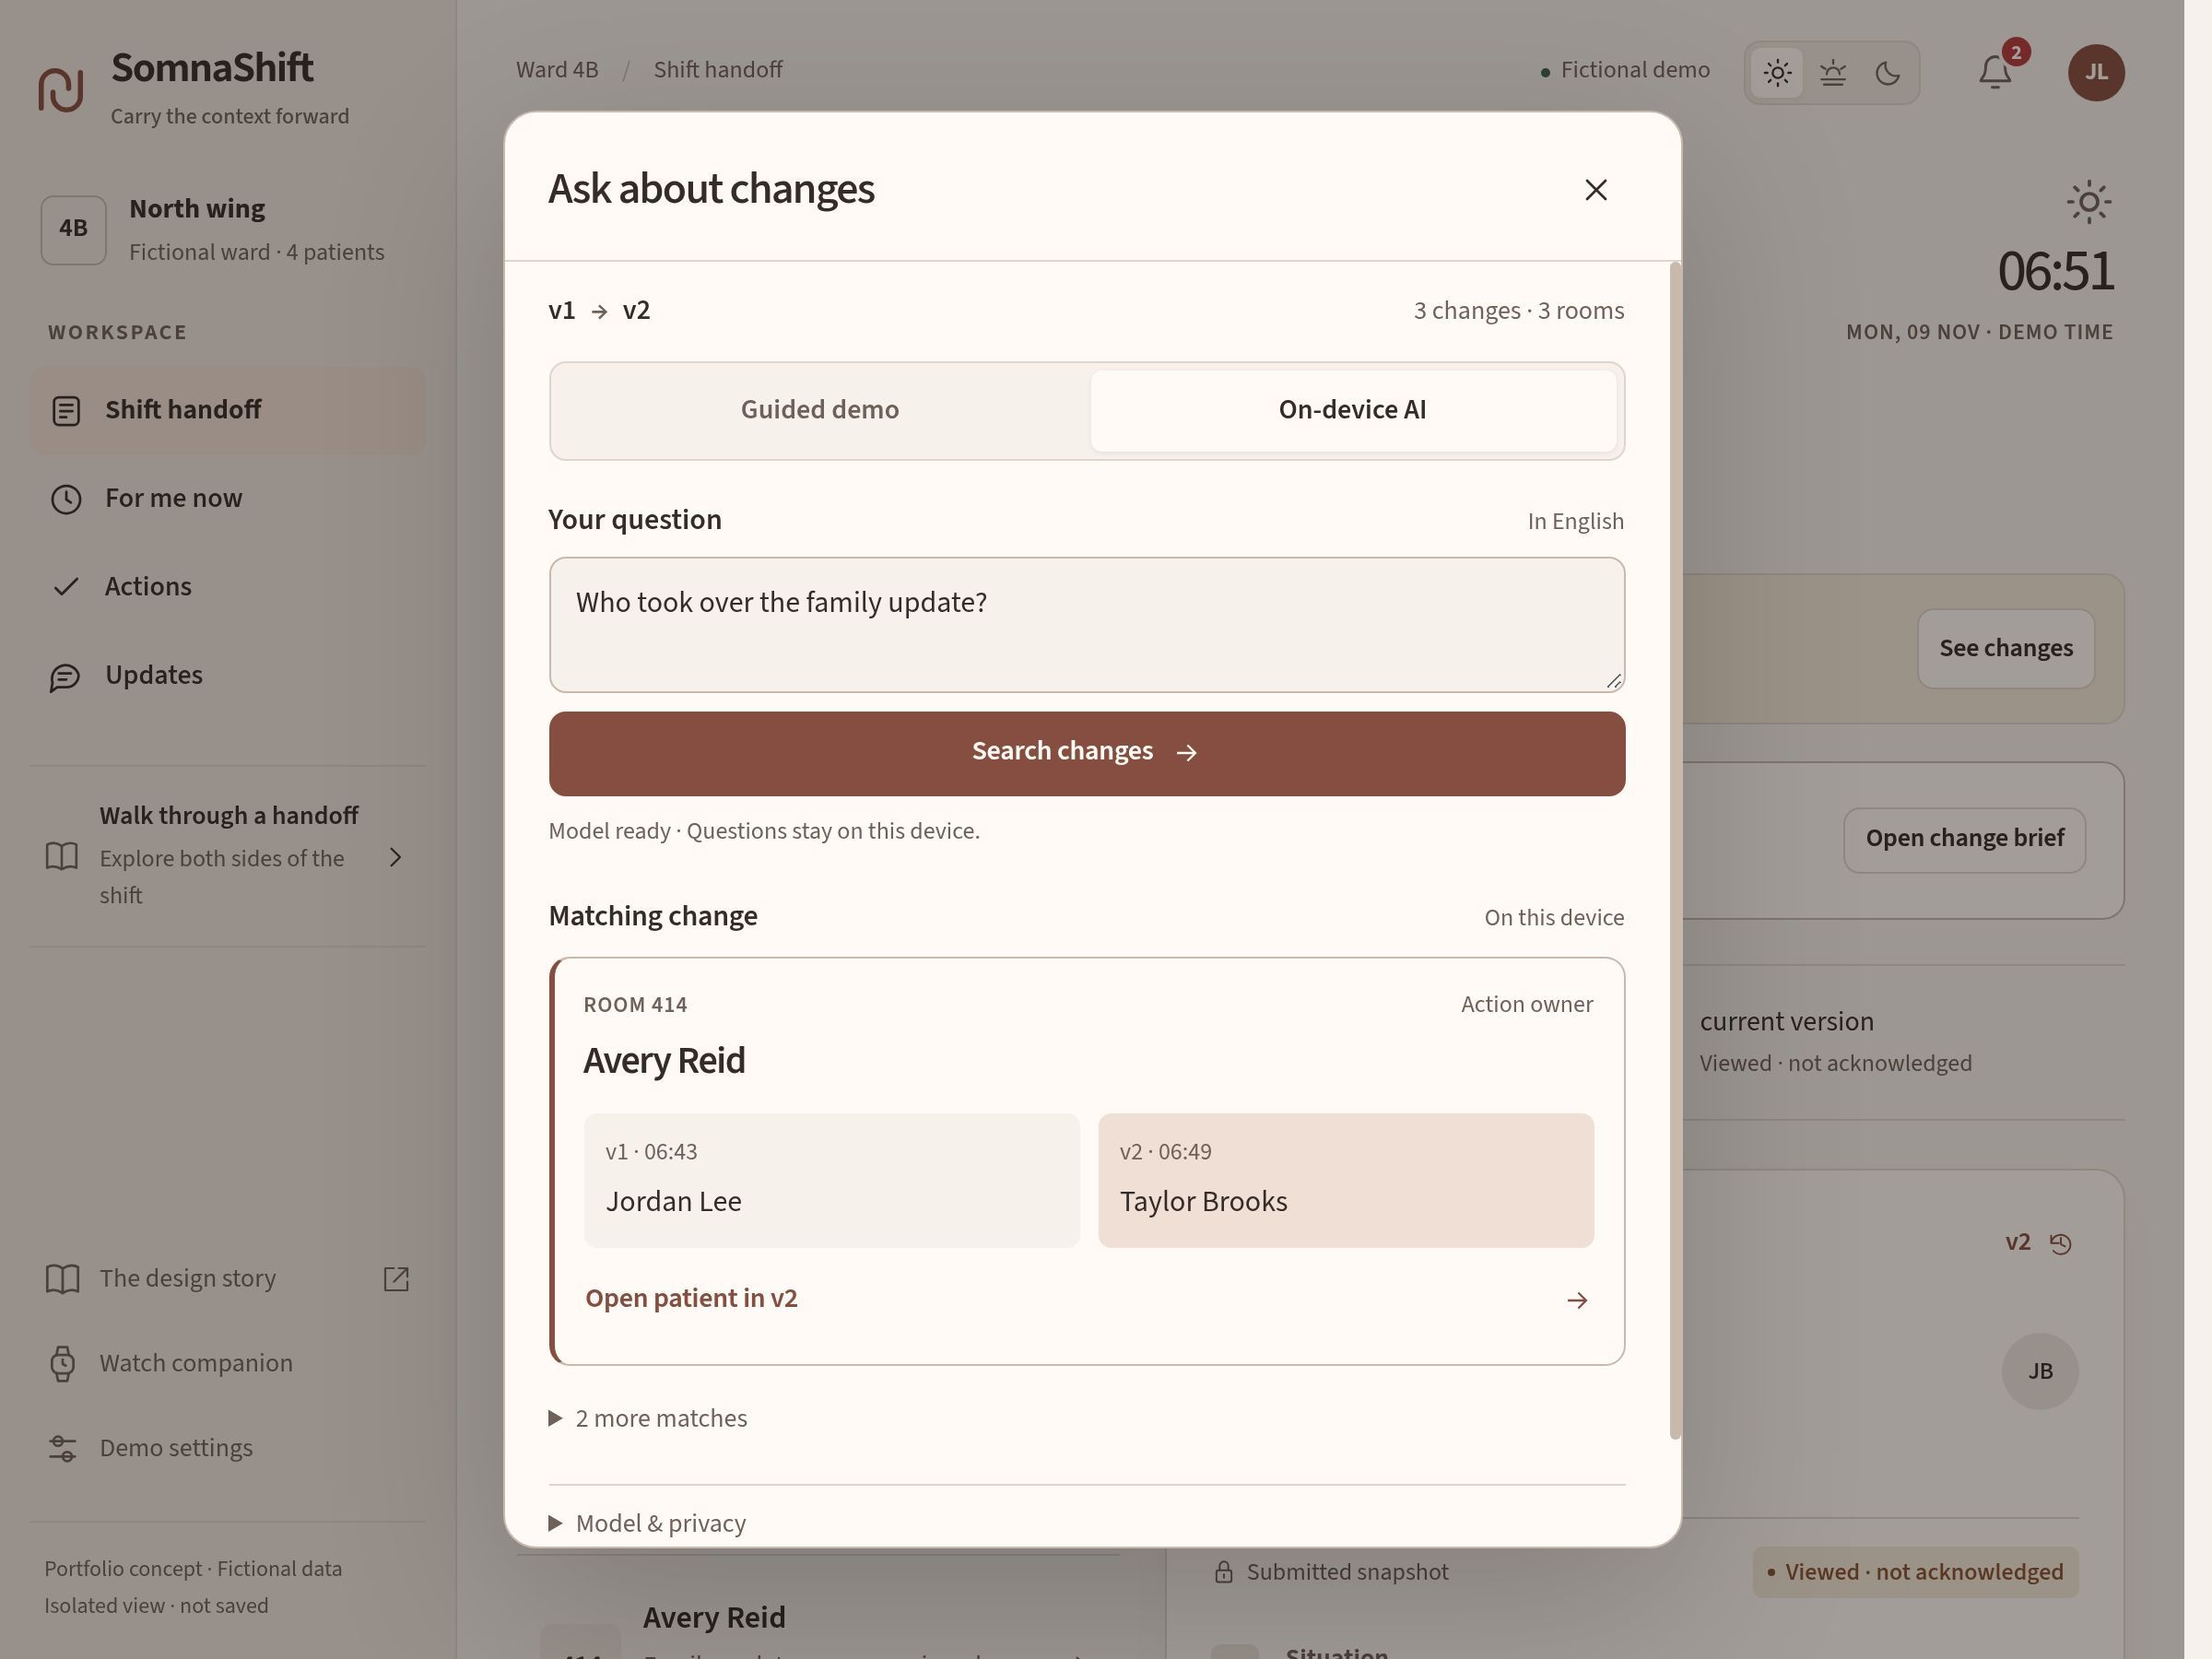 SomnaShift
Carry the context forward
4B
North wing
Fictional ward · 4 patients
WORKSPACE
Shift handoff
For me now
Actions
Updates
Walk through a handoff
Explore both sides of the
shift
The design story
Watch companion
Demo settings
Portfolio concept · Fictional data
Isolated view · not saved
Ward 4B / Shift handoff
Fictional demo
2
JL
06:51
MON, 09 NOV · DEMO TIME
See changes
Open change brief
current version
Viewed · not acknowledged
v2
JB
Submitted snapshot
Viewed · not acknowledged
Avery Reid
Ask about changes
v1 → v2
3 changes · 3 rooms
Guided demo
On-device AI
Your question
In English
Who took over the family update?
Search changes →
Model ready · Questions stay on this device.
Matching change
On this device
ROOM 414
Action owner
Avery Reid
v1 · 06:43
Jordan Lee
v2 · 06:49
Taylor Brooks
Open patient in v2 →
2 more matches
Model & privacy